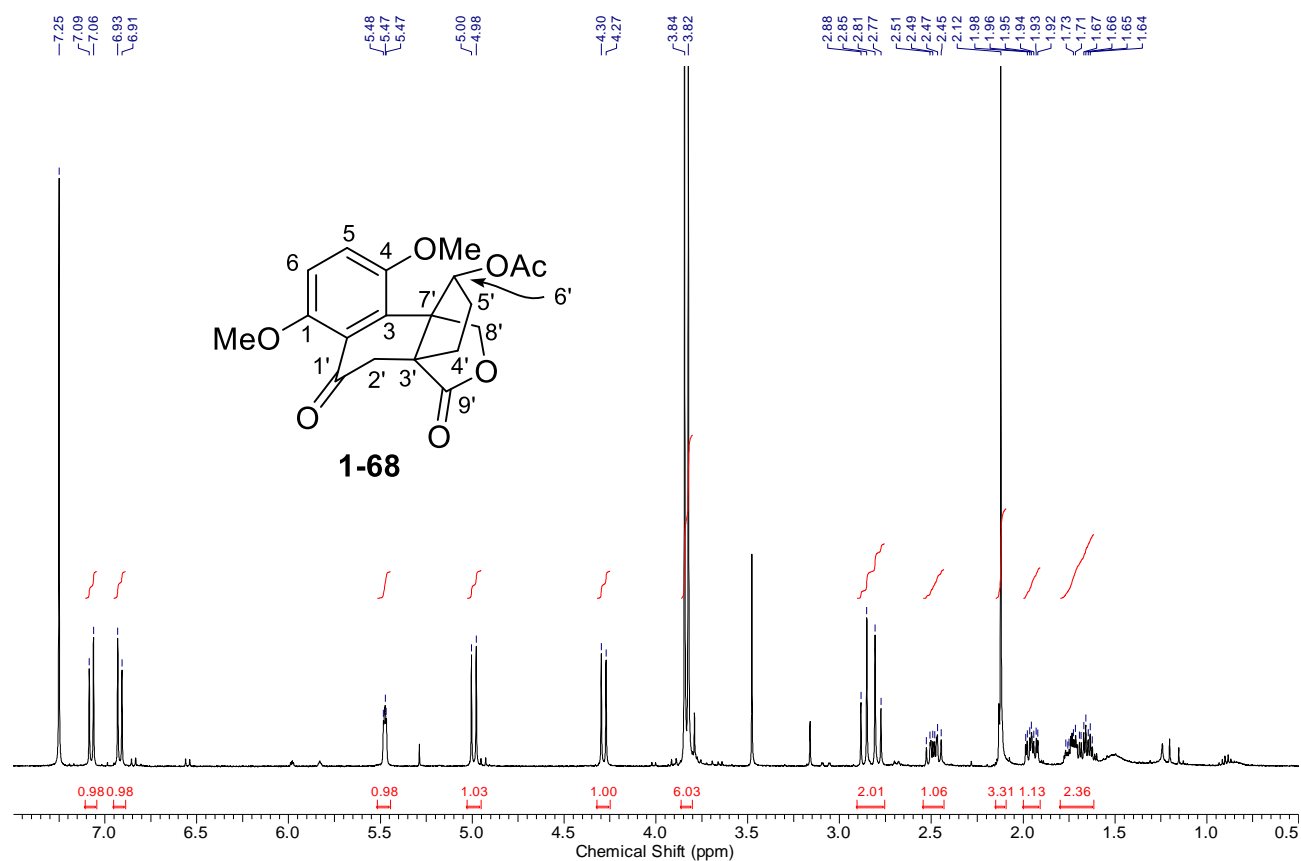 7.25 7.09 7.06 6.93 6.91 5.48 5.47 5.47 5.00 4.98 4.30 4.27 3.84 3.82 2.88 2.85 2.81 2.77 2.51 2.49 2.47 2.45 2.12 1.98 1.96 1.95 1.94 1.93 1.92 1.73 1.71 1.67 1.66 1.65 1.64
5 4 OMe
6 OAc
7' 5' 6'
1 3 8'
MeO
1' 4' O
2' 3'
O 9'
O
1-68
0.98 0.98 0.98 1.03 1.00 6.03 2.01 1.06 3.31 1.13 2.36
7.0 6.5 6.0 5.5 5.0 4.5 4.0 3.5 3.0 2.5 2.0 1.5 1.0 0.5
Chemical Shift (ppm)